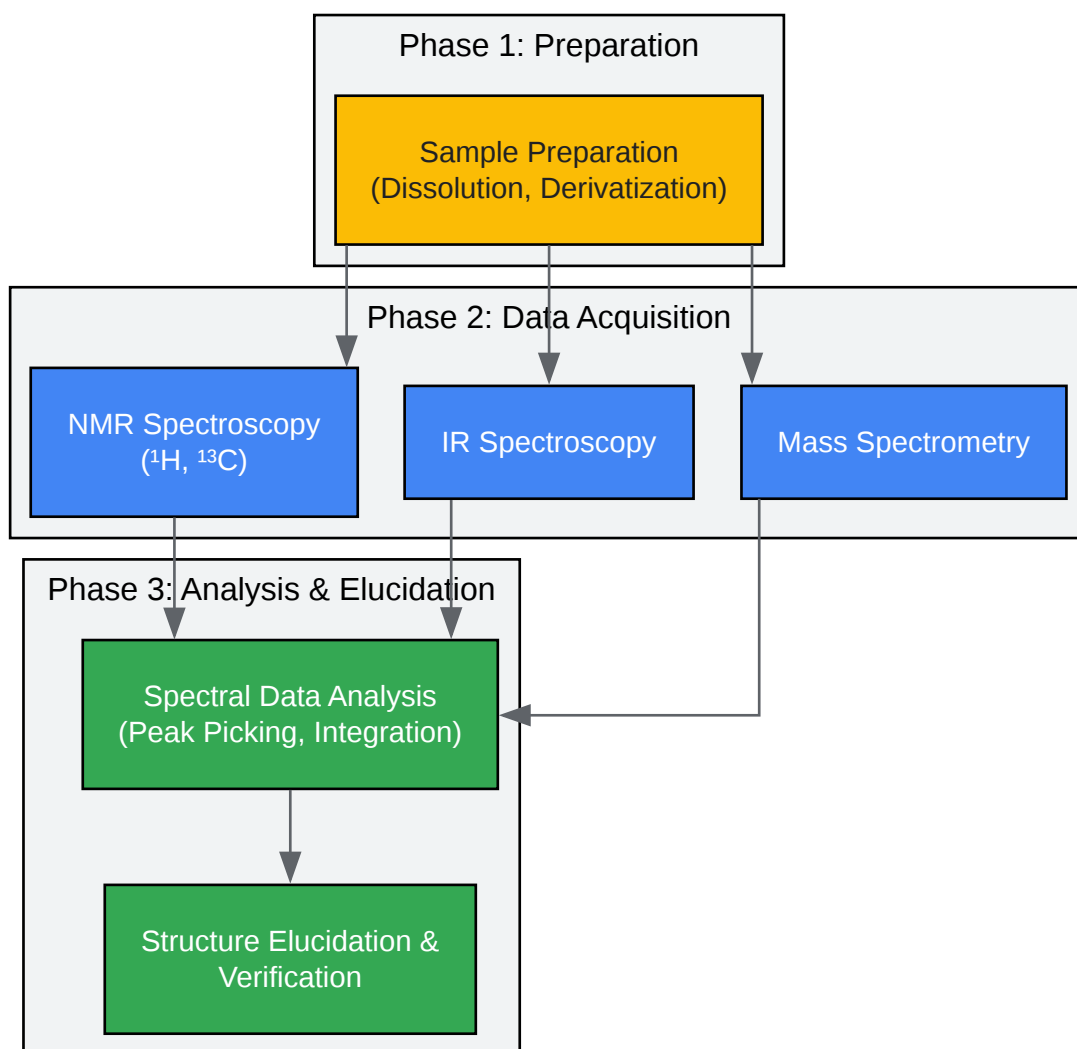 Phase 1: Preparation
Sample Preparation
(Dissolution, Derivatization)
Phase 2: Data Acquisition
NMR Spectroscopy
(¹H, ¹³C)
IR Spectroscopy
Mass Spectrometry
Phase 3: Analysis & Elucidation
Spectral Data Analysis
(Peak Picking, Integration)
Structure Elucidation &
Verification